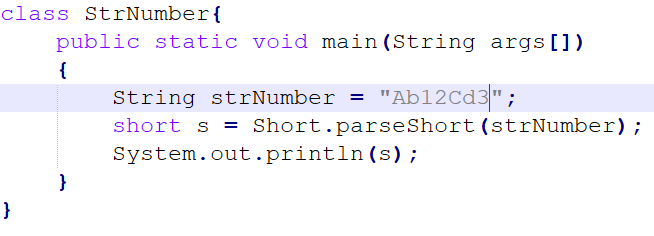 class StrNumber{
    public static void main(String args[])
    {
        String strNumber = "Ab12Cd3";
        short s = Short.parseShort(strNumber);
        System.out.println(s);
    }
}